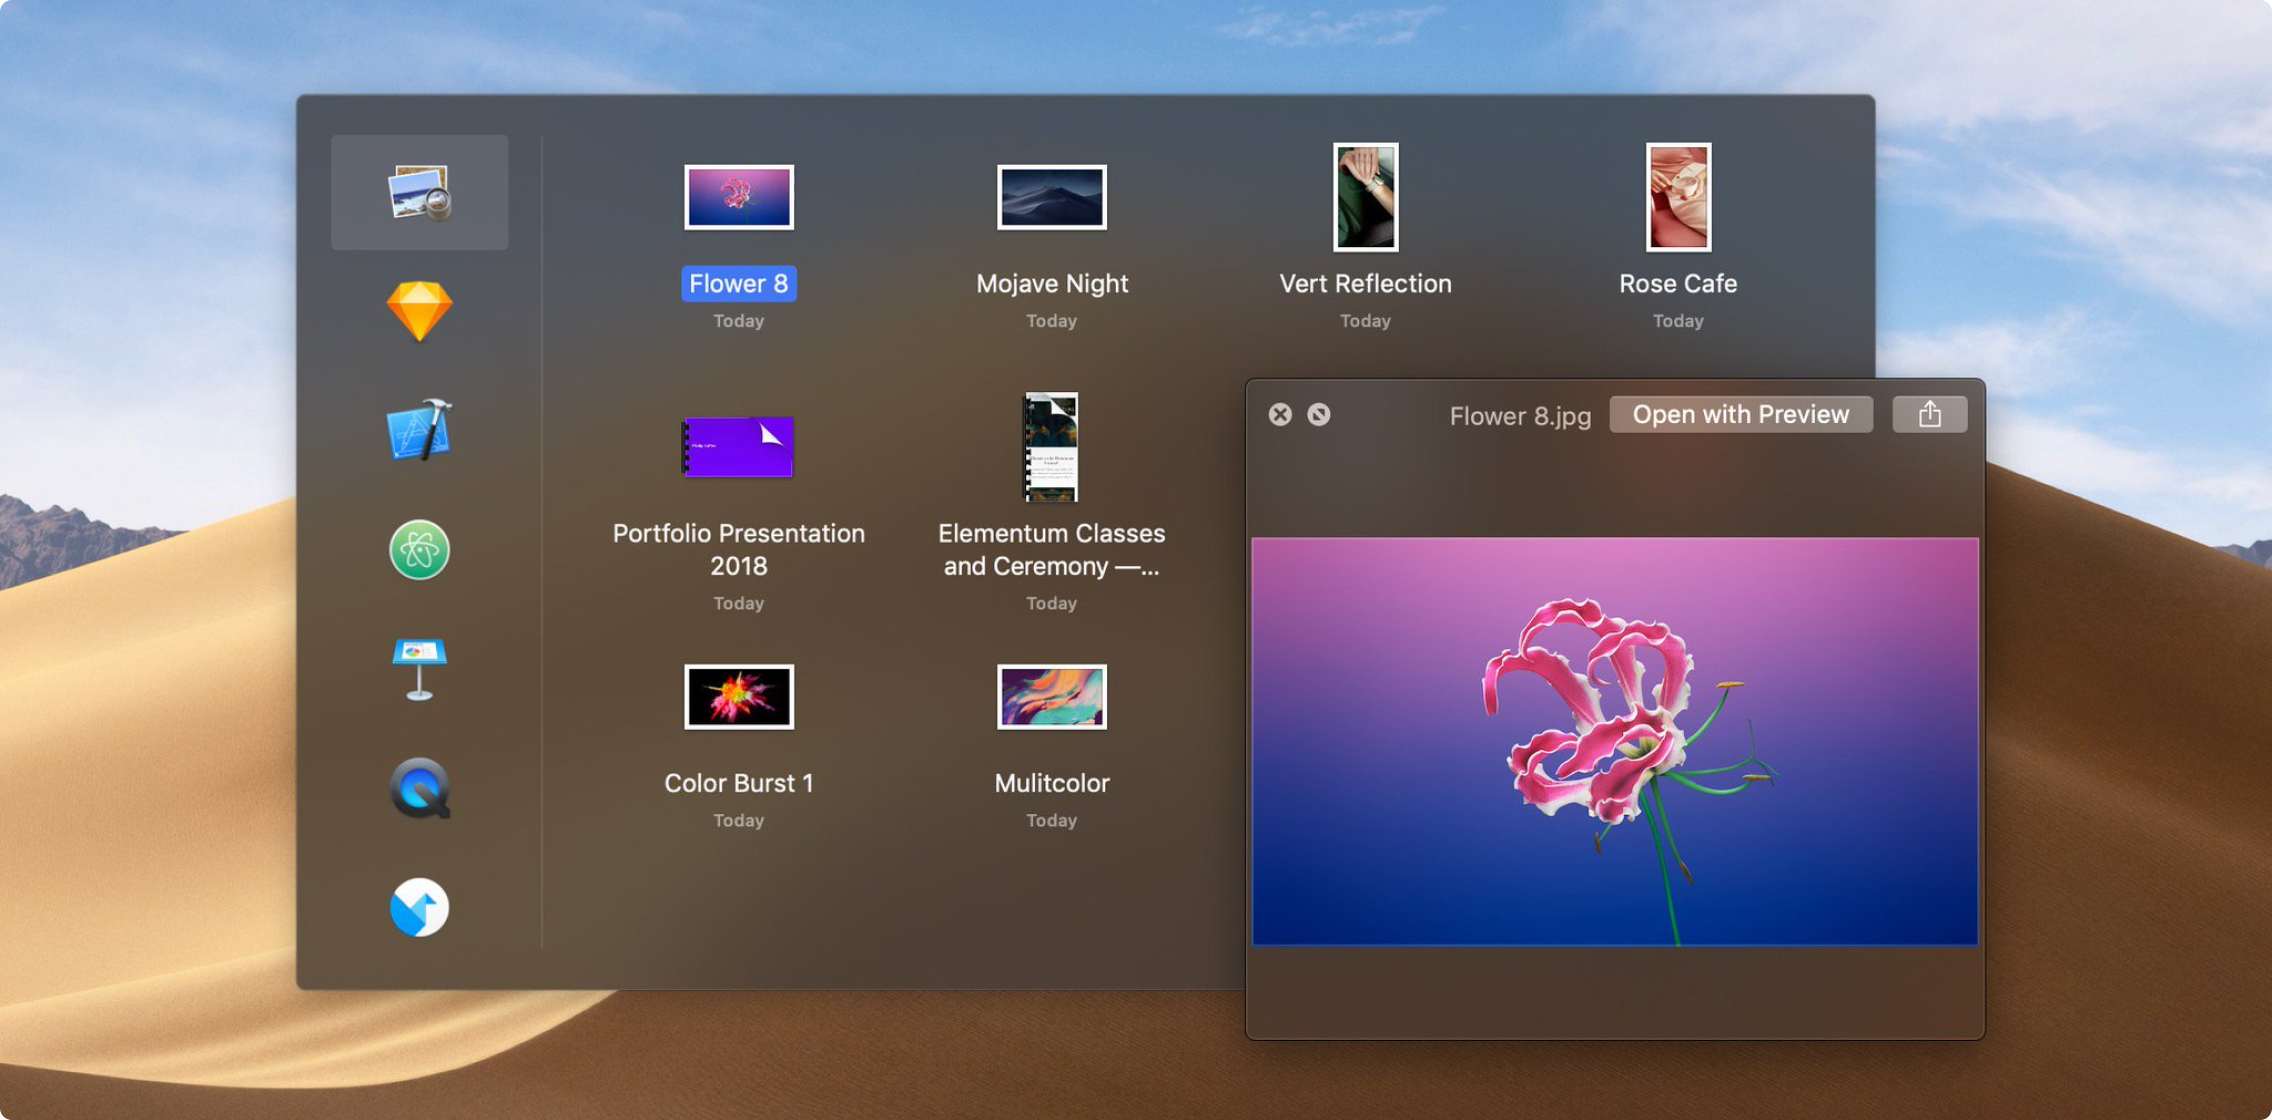 Flower 8
Today
Mojave Night
Today
Vert Reflection
Today
Rose Cafe
Today
Flower 8.jpg
Open with Preview
Portfolio Presentation
2018
Today
Elementum Classes
and Ceremony —...
Today
Color Burst 1
Today
Mulitcolor
Today